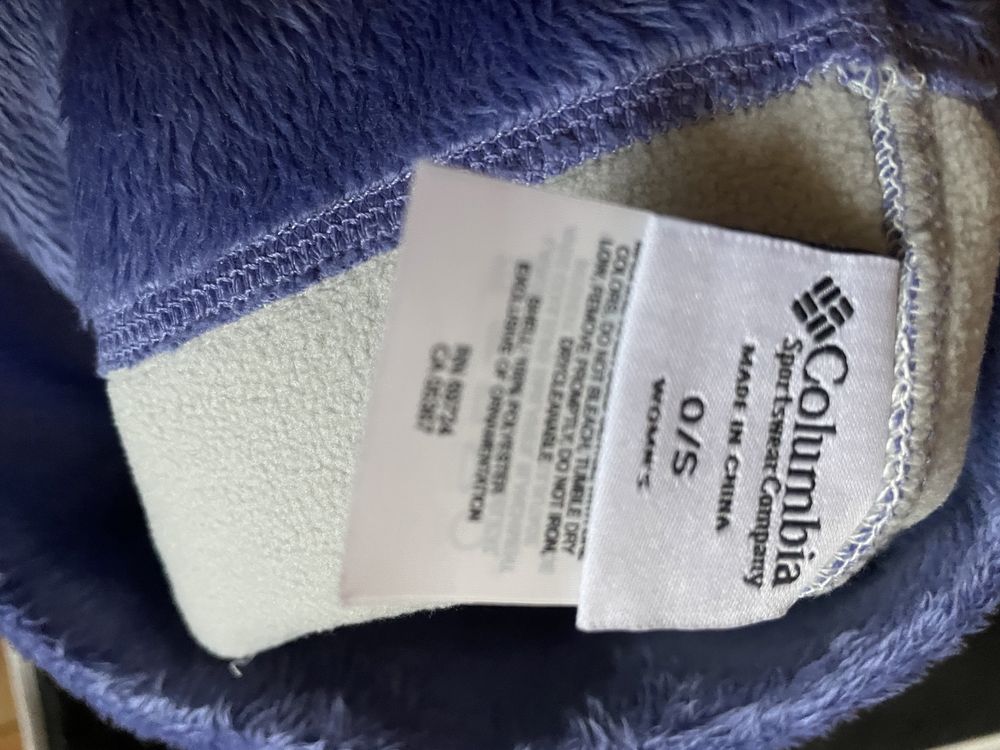 Columbia
Sportswear Company
MADE IN CHINA
O/S
WOMN'S
COLORS, DO NOT BLEACH, TUMBLE DRY
LOW, REMOVE PROMPTLY, DO NOT IRON,
DRYCLEANABLE
SHELL: 100% POLYESTER
EXCLUSIVE OF ORNAMENTATION
RN 69724
CA 05367